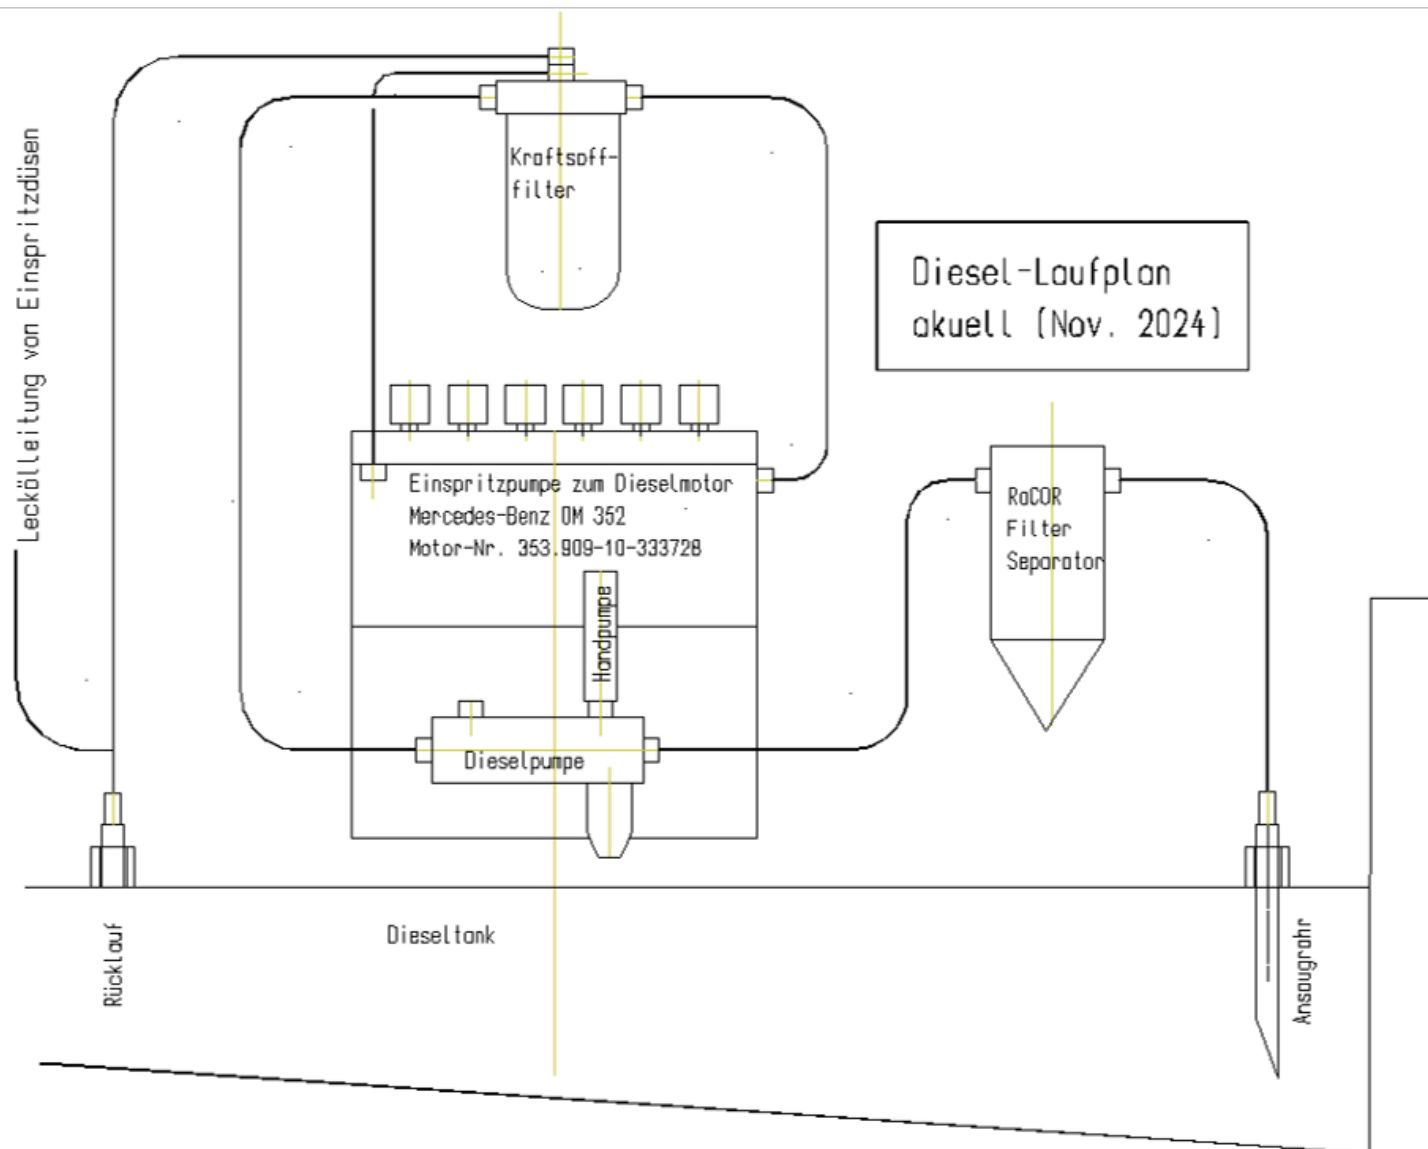 Leckölleitung von Einspritzdüsen
Kraftsoff-
filter
Diesel-Laufplan
akuell (Nov. 2024)
Einspritzpumpe zum Dieselmotor
Mercedes-Benz OM 352
Motor-Nr. 353.909-10-333728
RaCOR
Filter
Separator
Handpumpe
Dieselpumpe
Rücklauf
Dieseltank
Ansaugrohr